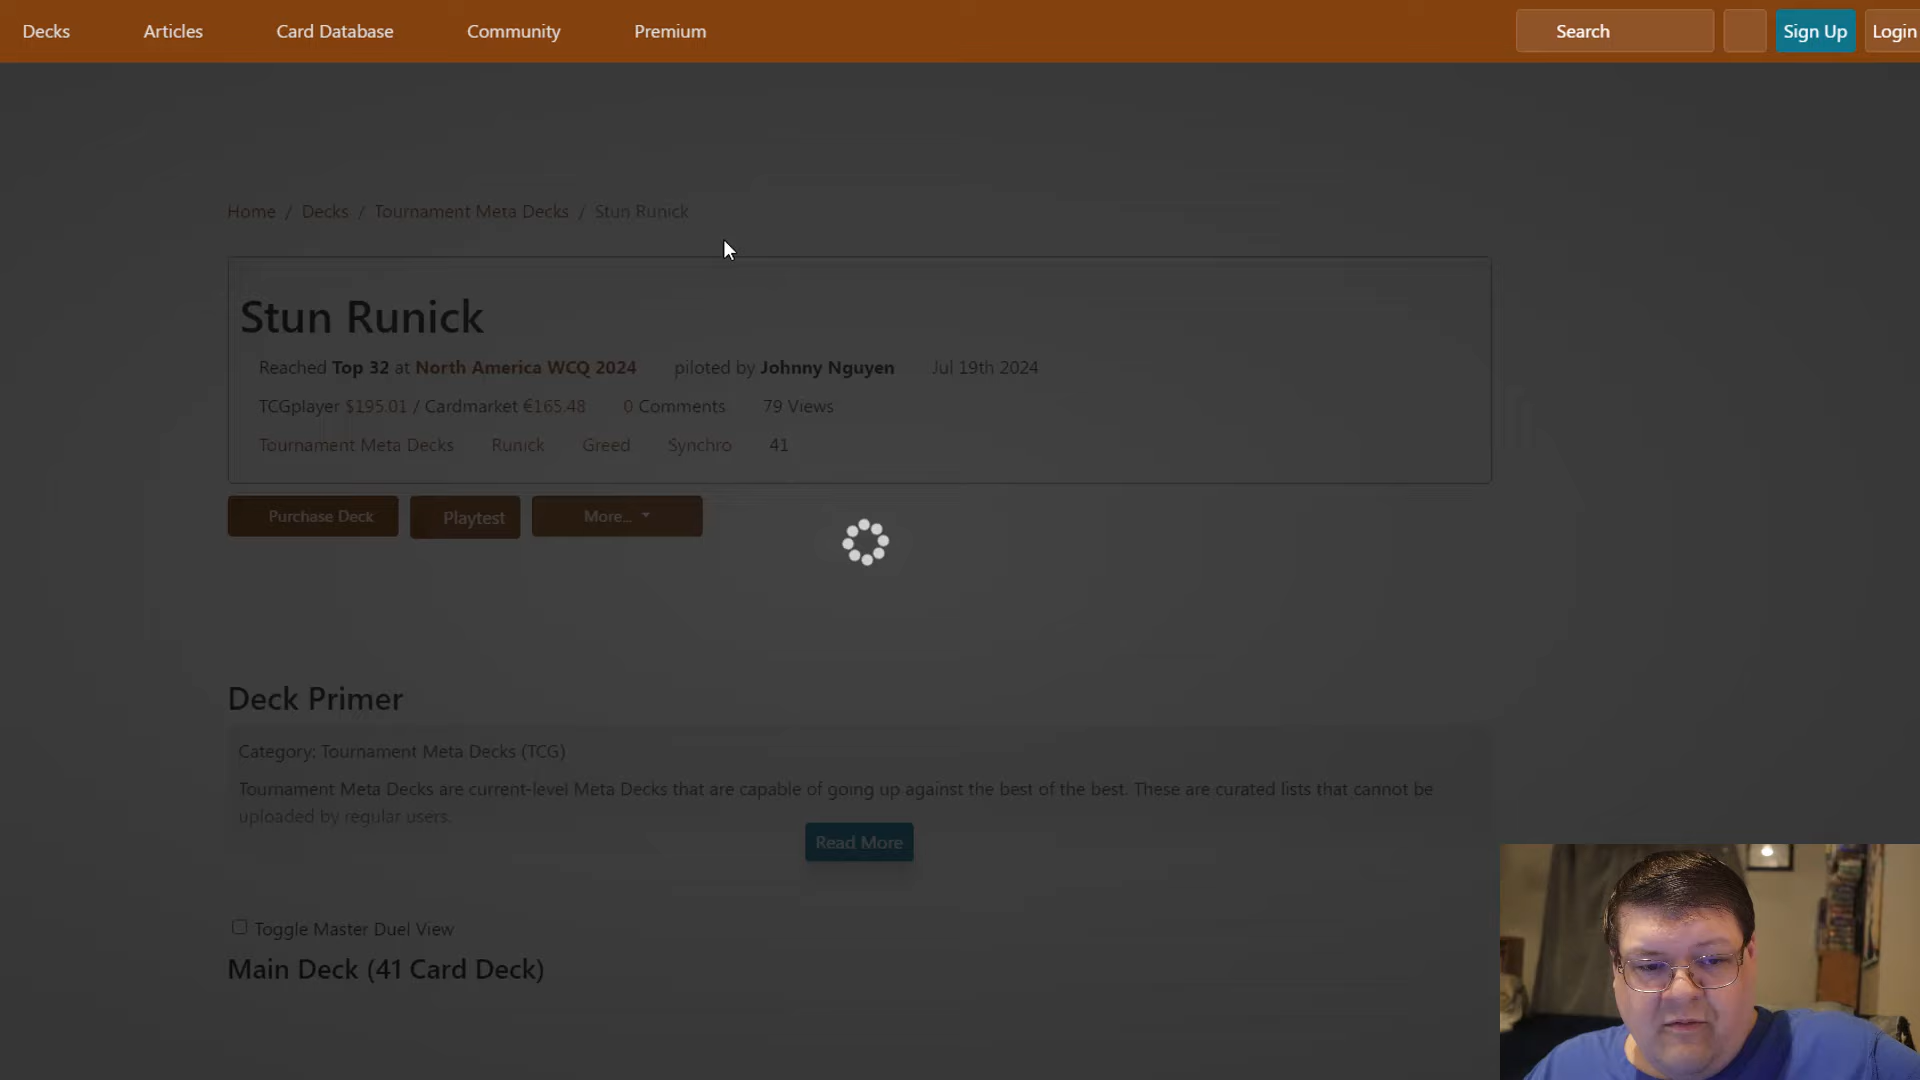 Decks Articles Card Database Community Premium Search Sign Up Login
Home / Decks / Tournament Meta Decks / Stun Runick
Stun Runick
Reached Top 32 at North America WCQ 2024 piloted by Johnny Nguyen Jul 19th 2024
TCGplayer $195.01 / Cardmarket €165.48 0 Comments 79 Views
Tournament Meta Decks Runick Greed Synchro 41
Purchase Deck Playtest More...
Deck Primer
Category: Tournament Meta Decks (TCG)
Tournament Meta Decks are current-level Meta Decks that are capable of going up against the best of the best. These are curated lists that cannot be
uploaded by regular users.
Read More
Toggle Master Duel View
Main Deck (41 Card Deck)